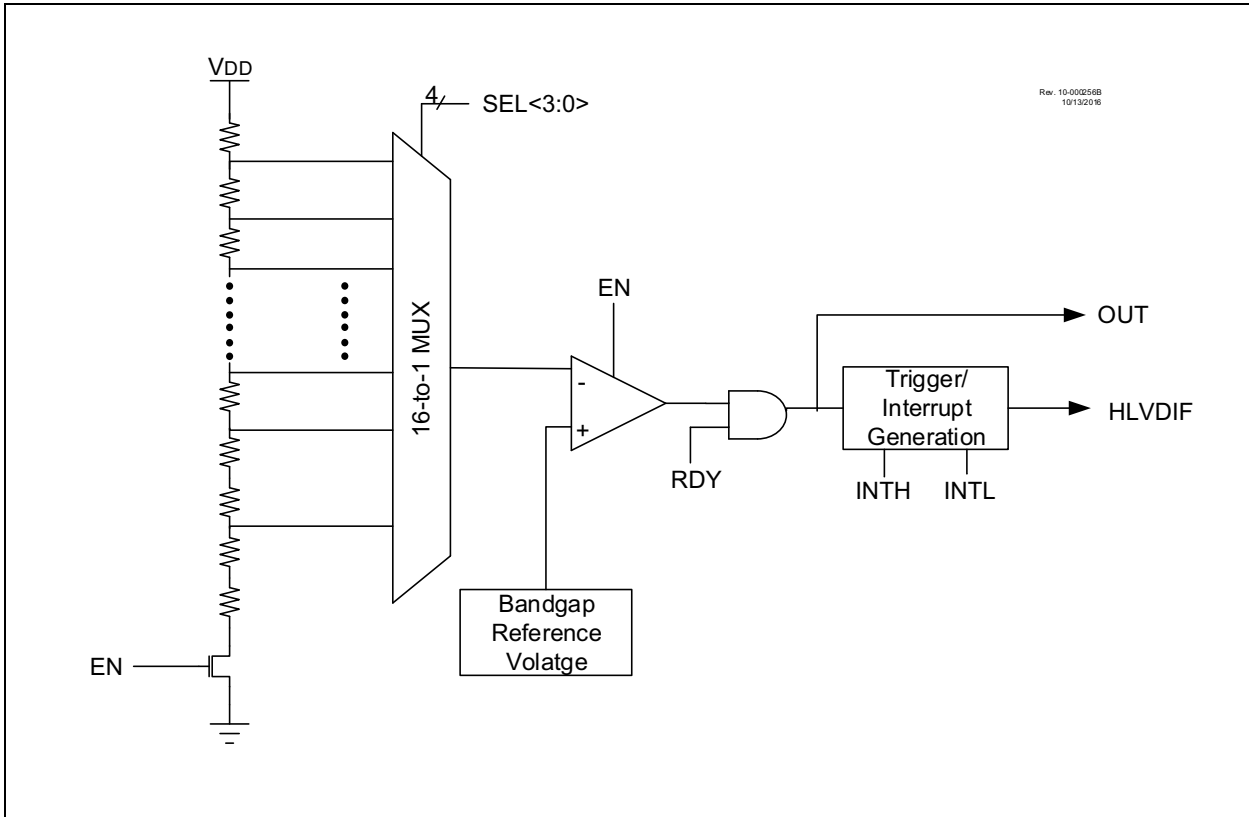 VDD
4
SEL<3:0>
Rev. 10-000256B
10/13/2016
16-to-1 MUX
EN
-
+
RDY
OUT
Trigger/
Interrupt
Generation
HLVDIF
INTH
INTL
Bandgap
Reference
Volatge
EN